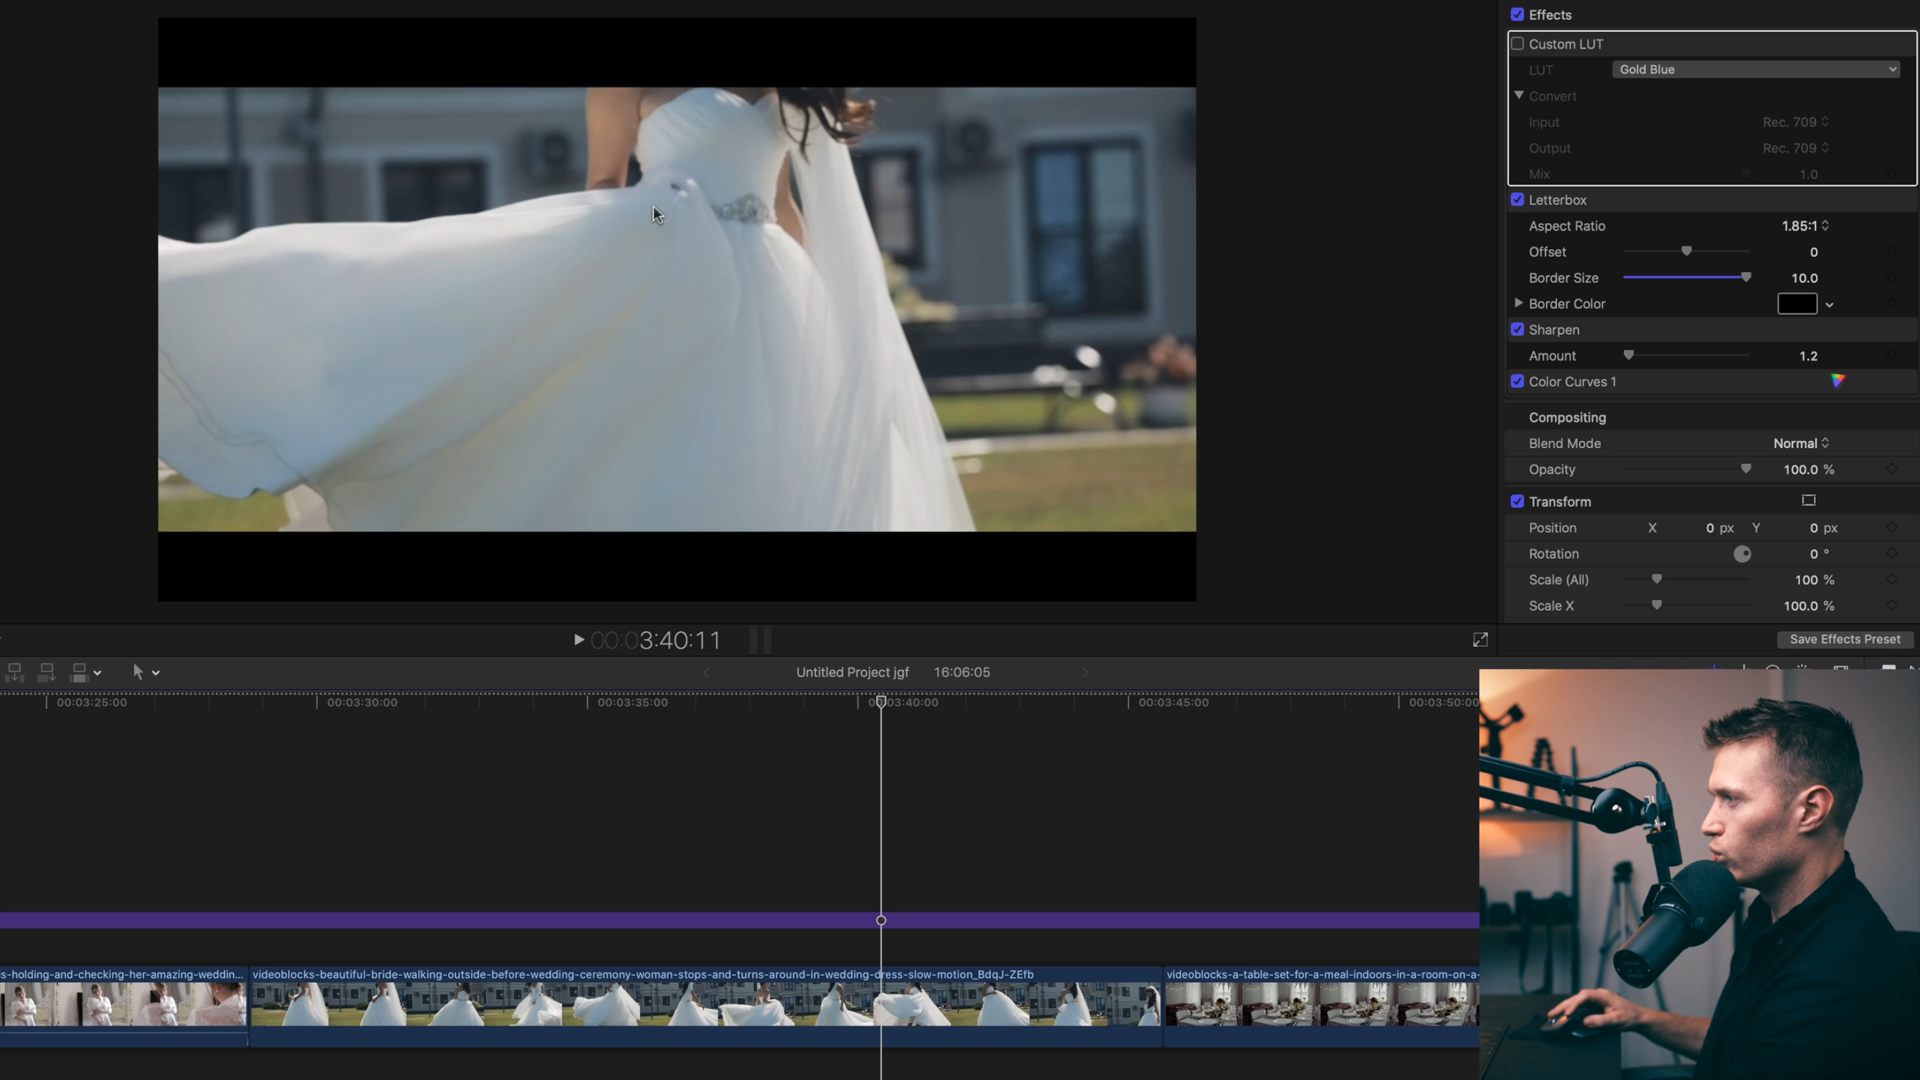 Effects
Custom LUT
LUT Gold Blue
Convert
Input Rec. 709
Output Rec. 709
Mix 1.0
Letterbox
Aspect Ratio 1.85:1
Offset 0
Border Size 10.0
Border Color
Sharpen
Amount 1.2
Color Curves 1
Compositing
Blend Mode Normal
Opacity 100.0 %
Transform
Position X 0 px Y 0 px
Rotation 0 °
Scale (All) 100 %
Scale X 100.0 %
00:03:40:11
Save Effects Preset
Untitled Project jgf 16:06:05
00:03:25:00 00:03:30:00 00:03:35:00 00:03:40:00 00:03:45:00 00:03:50:00
s-holding-and-checking-her-amazing-weddin... videoblocks-beautiful-bride-walking-outside-before-wedding-ceremony-woman-stops-and-turns-around-in-wedding-dress-slow-motion_BdqJ-ZEfb videoblocks-a-table-set-for-a-meal-indoors-in-a-room-on-a-